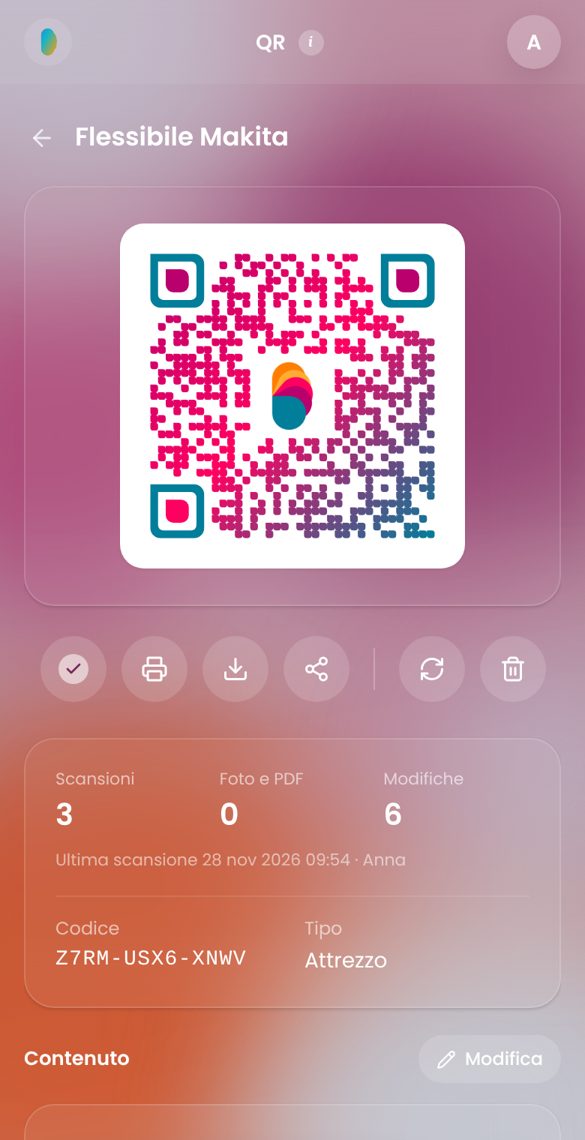 QR i A
Flessibile Makita
Scansioni Foto e PDF Modifiche
3 0 6
Ultima scansione 28 nov 2026 09:54 · Anna
Codice Tipo
Z7RM-USX6-XNWV Attrezzo
Contenuto Modifica